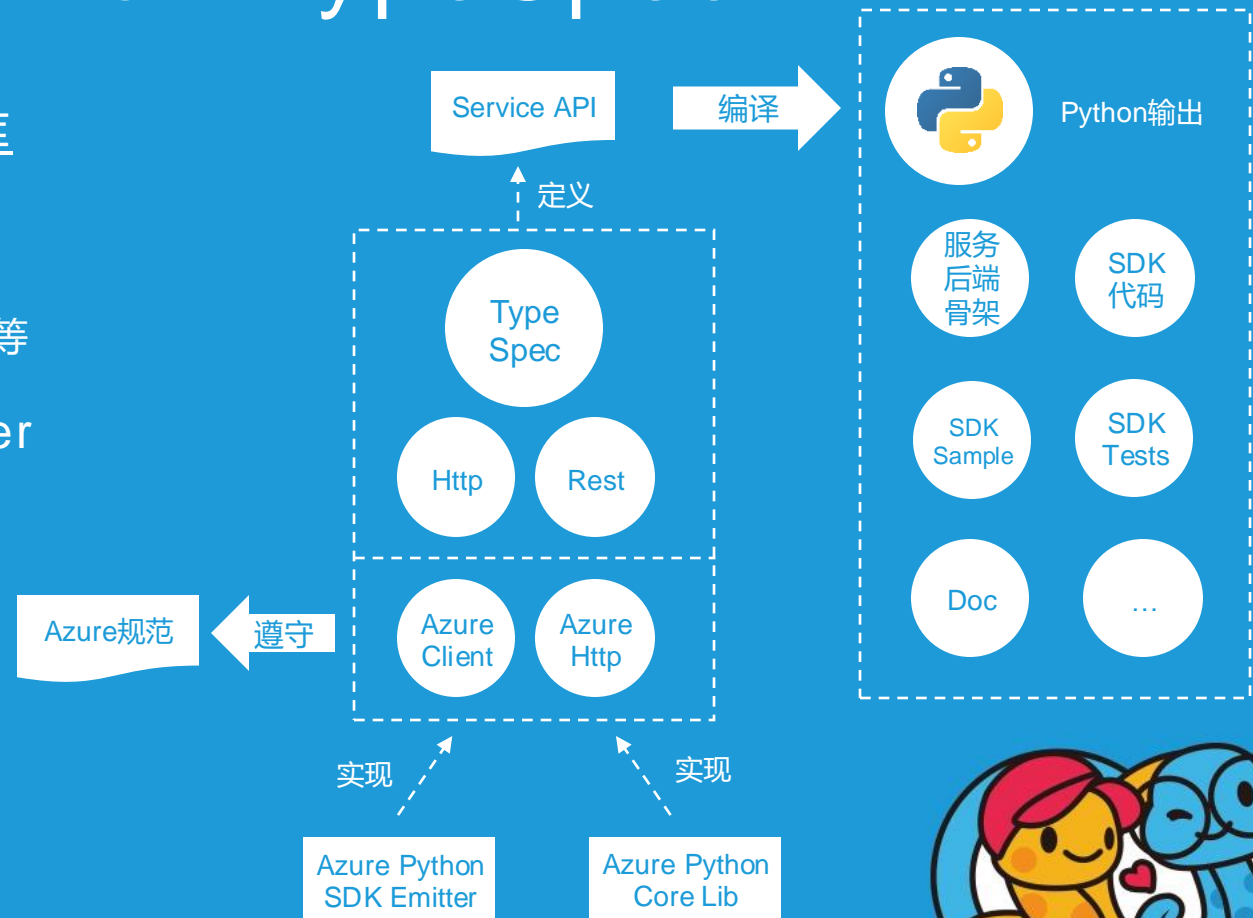 Service API
编译
Python输出
定义
等
er
服务
后端
骨架
SDK
代码
Type
Spec
SDK
Sample
SDK
Tests
Http
Rest
Doc
…
Azure规范
遵守
Azure
Client
Azure
Http
实现
实现
Azure Python
SDK Emitter
Azure Python
Core Lib